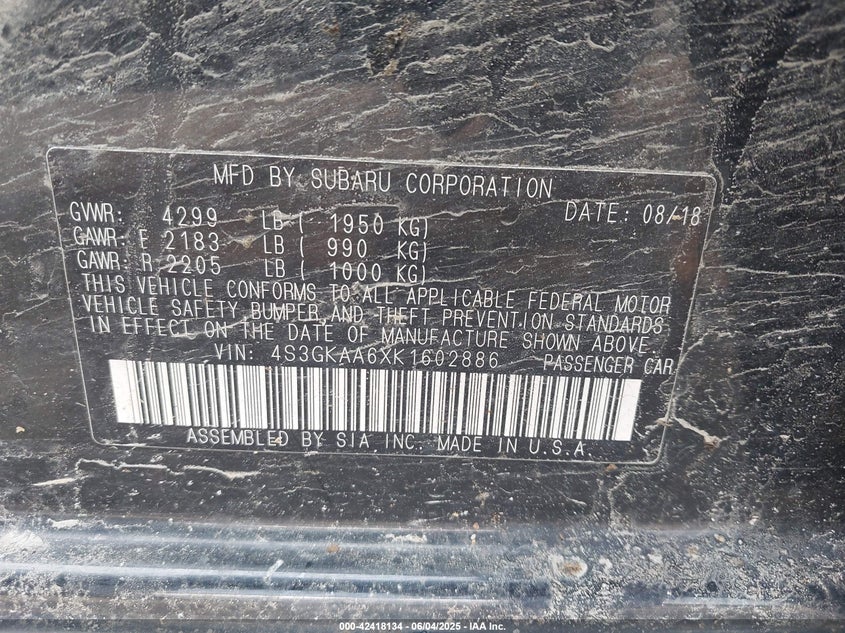 MFD BY SUBARU CORPORATION
GVWR: 4299 LB ( 1950 KG) DATE: 08/18
GAWR: F 2183 LB ( 990 KG)
GAWR: R 2205 LB ( 1000 KG)
THIS VEHICLE CONFORMS TO ALL APPLICABLE FEDERAL MOTOR
VEHICLE SAFETY, BUMPER, AND THEFT PREVENTION STANDARDS
IN EFFECT ON THE DATE OF MANUFACTURE SHOWN ABOVE.
VIN: 4S3GKAA6XK1602886 PASSENGER CAR
ASSEMBLED BY SIA, INC. MADE IN U.S.A.
000-42418134 - 06/04/2025 - IAA Inc.